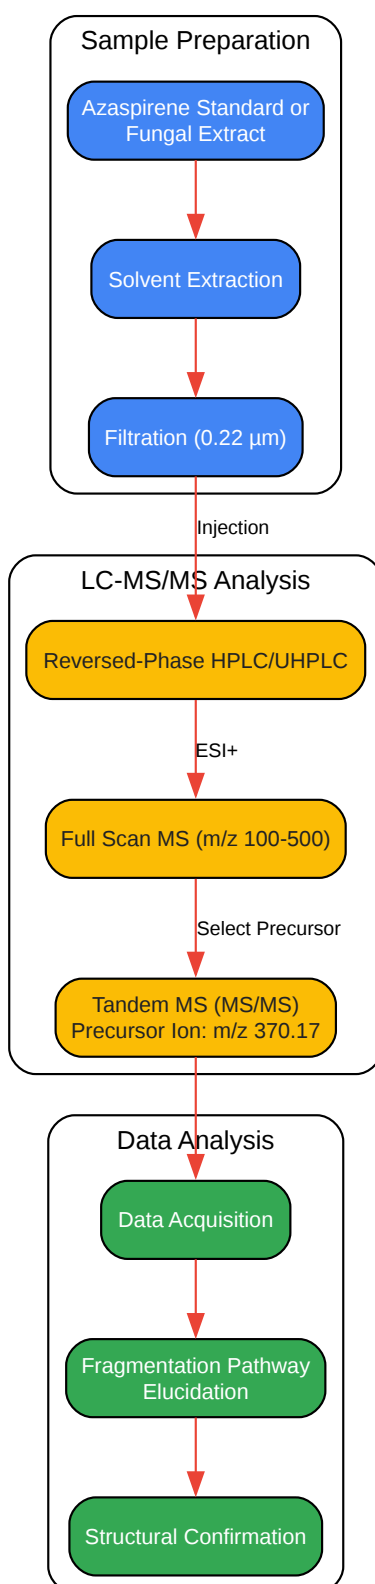 Sample Preparation
Azaspirene Standard or
Fungal Extract
Solvent Extraction
Filtration (0.22 µm)
Injection
LC-MS/MS Analysis
Reversed-Phase HPLC/UHPLC
ESI+
Full Scan MS (m/z 100-500)
Select Precursor
Tandem MS (MS/MS)
Precursor Ion: m/z 370.17
Data Analysis
Data Acquisition
Fragmentation Pathway
Elucidation
Structural Confirmation